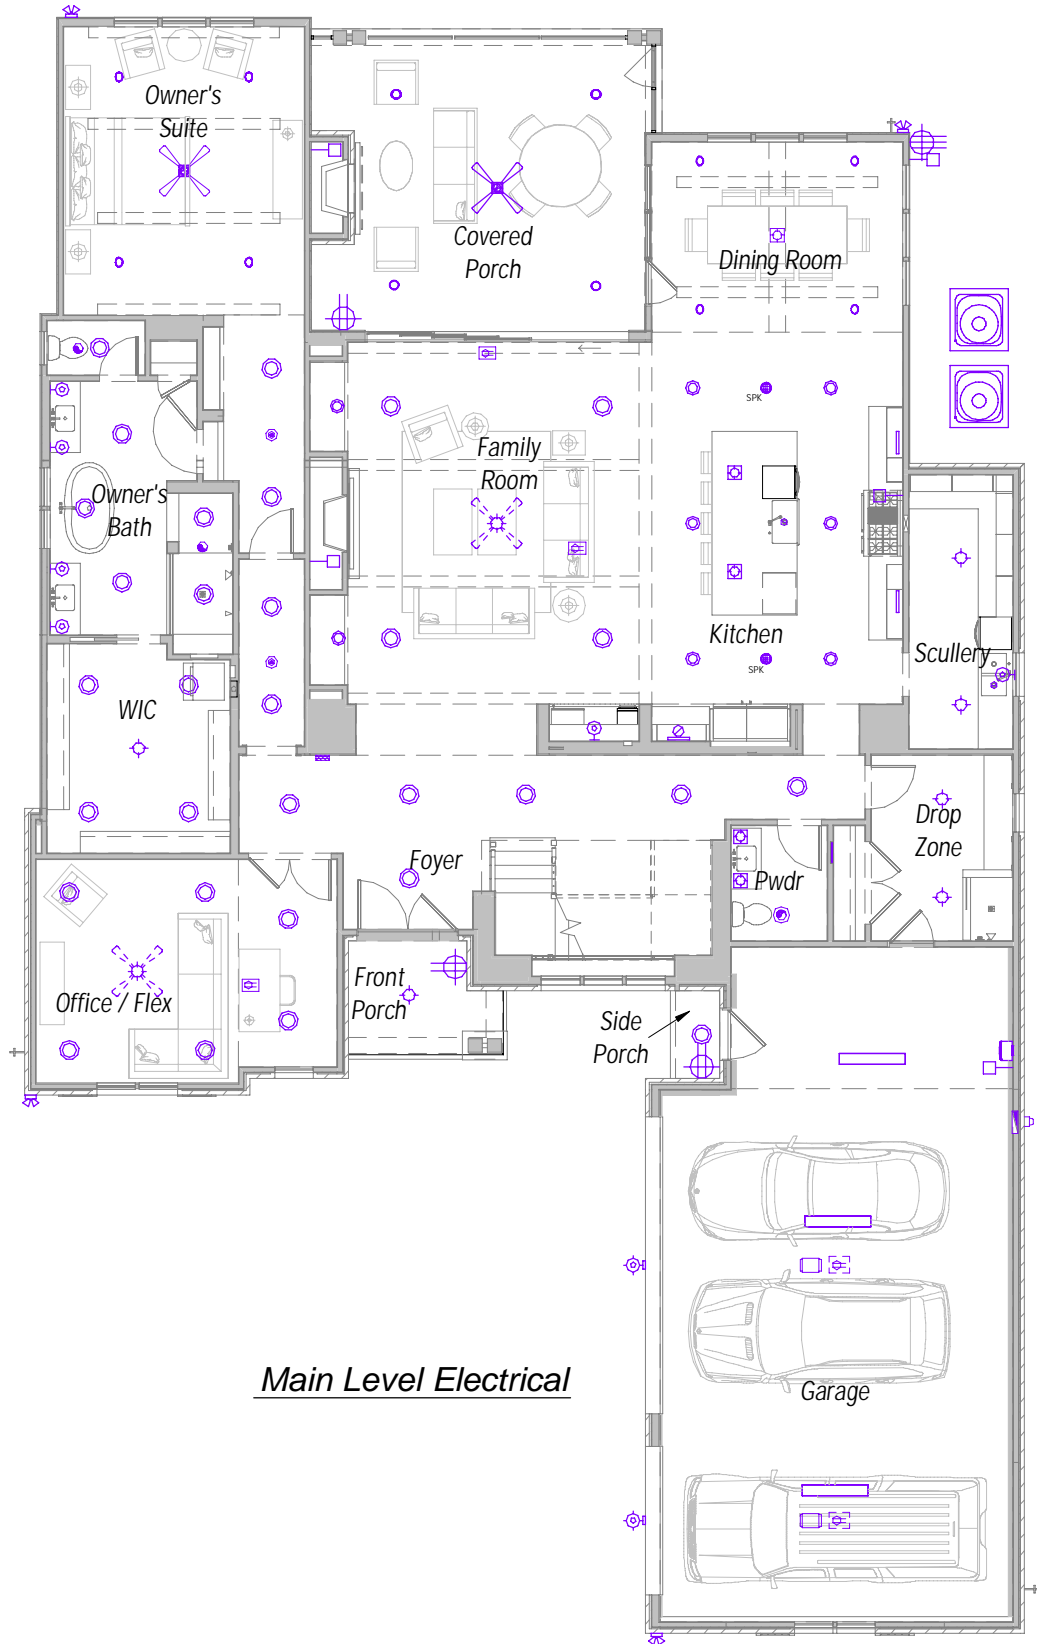 Owner's
Suite
Covered
Porch
Dining Room
SPK
Family
Room
Owner's
Bath
Kitchen
Scullery
SPK
WIC
Drop
Zone
Foyer
Pwdr
Front
Porch
Office / Flex
Side
Porch
Main Level Electrical
Garage